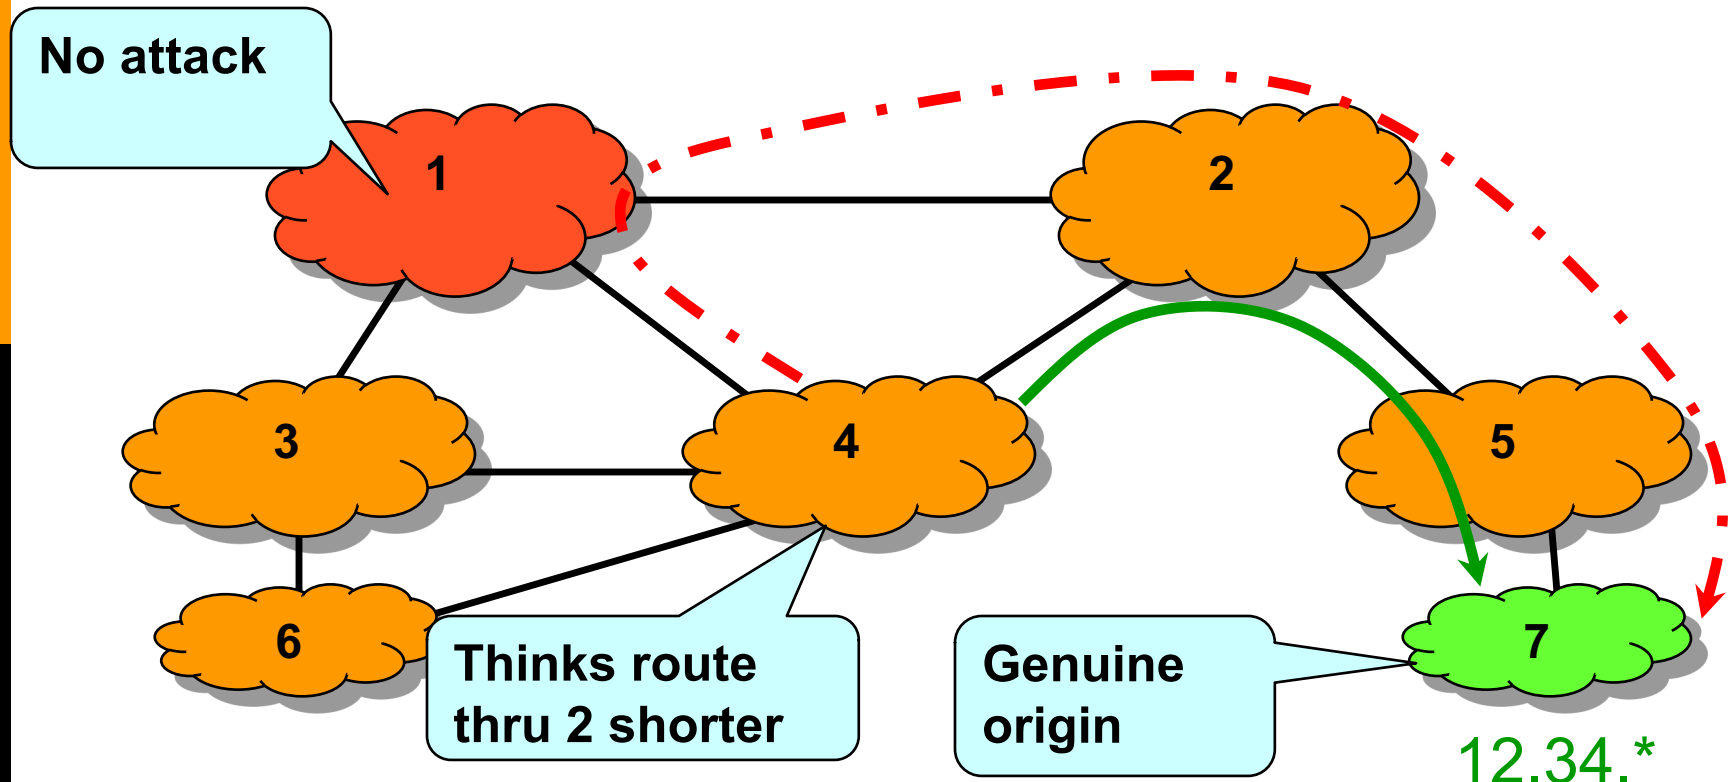 No attack
1
2
3
4
5
6
Thinks route
thru 2 shorter
Genuine
origin
7
12.34.*